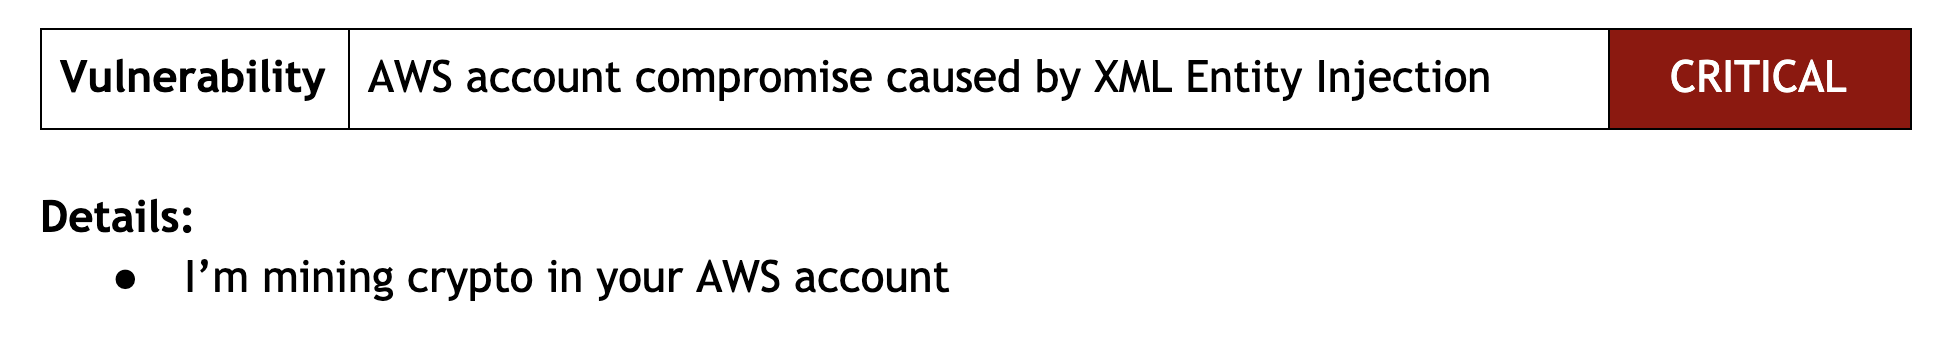 Vulnerability AWS account compromise caused by XML Entity Injection CRITICAL
Details:
● I’m mining crypto in your AWS account